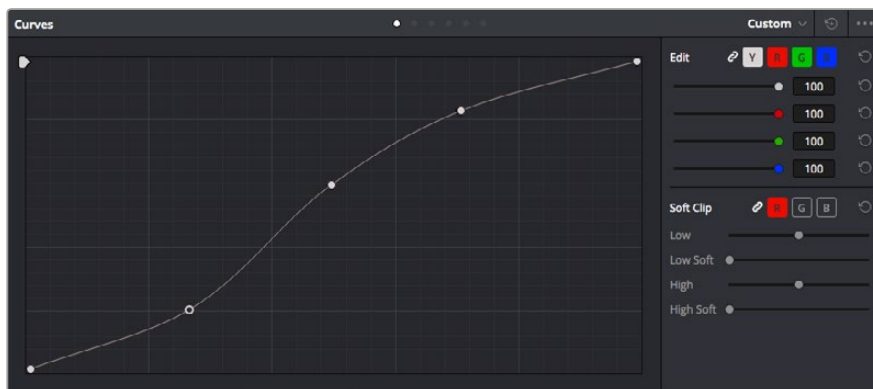 Curves Custom
Edit Y R G B
100
100
100
100
Soft Clip R G B
Low
Low Soft
High
High Soft